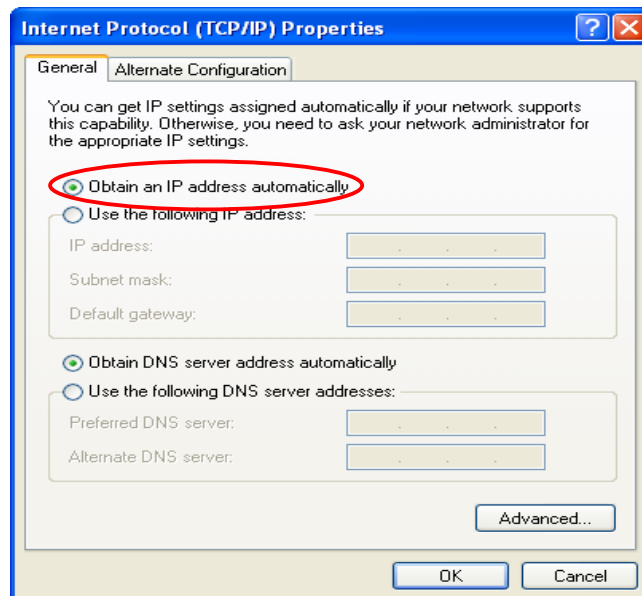 Internet Protocol (TCP/IP) Properties
General
Alternate Configuration
You can get IP settings assigned automatically if your network supports
this capability. Otherwise, you need to ask your network administrator for
the appropriate IP settings.
Obtain an IP address automatically
Use the following IP address:
IP address:
Subnet mask:
Default gateway:
Obtain DNS server address automatically
Use the following DNS server addresses:
Preferred DNS server:
Alternate DNS server:
Advanced...
OK
Cancel